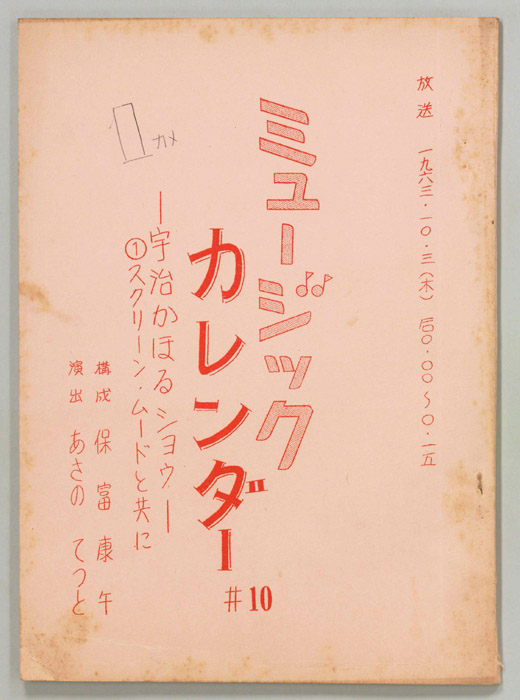 放送 一九六三・一〇・三(木) 后〇・〇〇～〇・一五
ミュージック
カレンダー
#10
1カメ
ー宇治かほるショウー
①スクリーン・ムードと共に
構成 保富康午
演出 あさの てつと